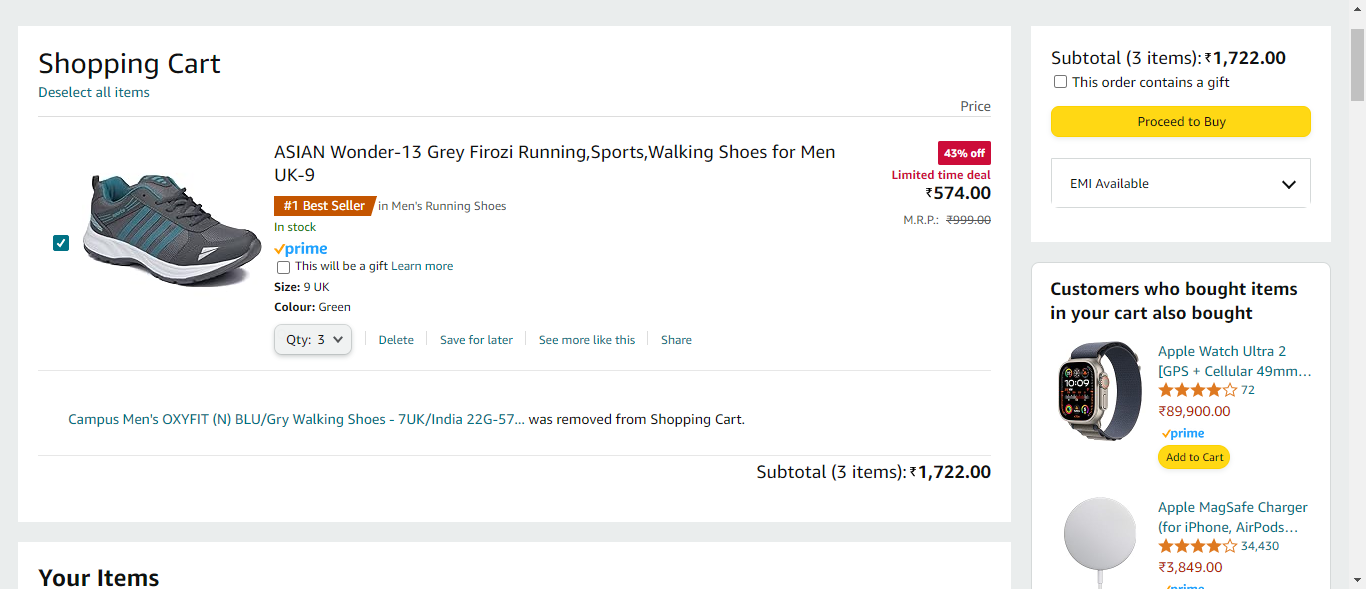 Shopping Cart
Deselect all items
Price
ASIAN Wonder-13 Grey Firozi Running,Sports,Walking Shoes for Men
UK-9
#1 Best Seller in Men's Running Shoes
In stock
prime
This will be a gift Learn more
Size: 9 UK
Colour: Green
Qty: 3
Delete
Save for later
See more like this
Share
43% off
Limited time deal
₹574.00
M.R.P.: ₹999.00
Campus Men's OXYFIT (N) BLU/Gry Walking Shoes - 7UK/India 22G-57... was removed from Shopping Cart.
Subtotal (3 items): ₹1,722.00
Your Items
Subtotal (3 items): ₹1,722.00
This order contains a gift
Proceed to Buy
EMI Available
Customers who bought items
in your cart also bought
Apple Watch Ultra 2
[GPS + Cellular 49mm…
72
₹89,900.00
prime
Add to Cart
10:09
Apple MagSafe Charger
(for iPhone, AirPods…
34,430
₹3,849.00
prime